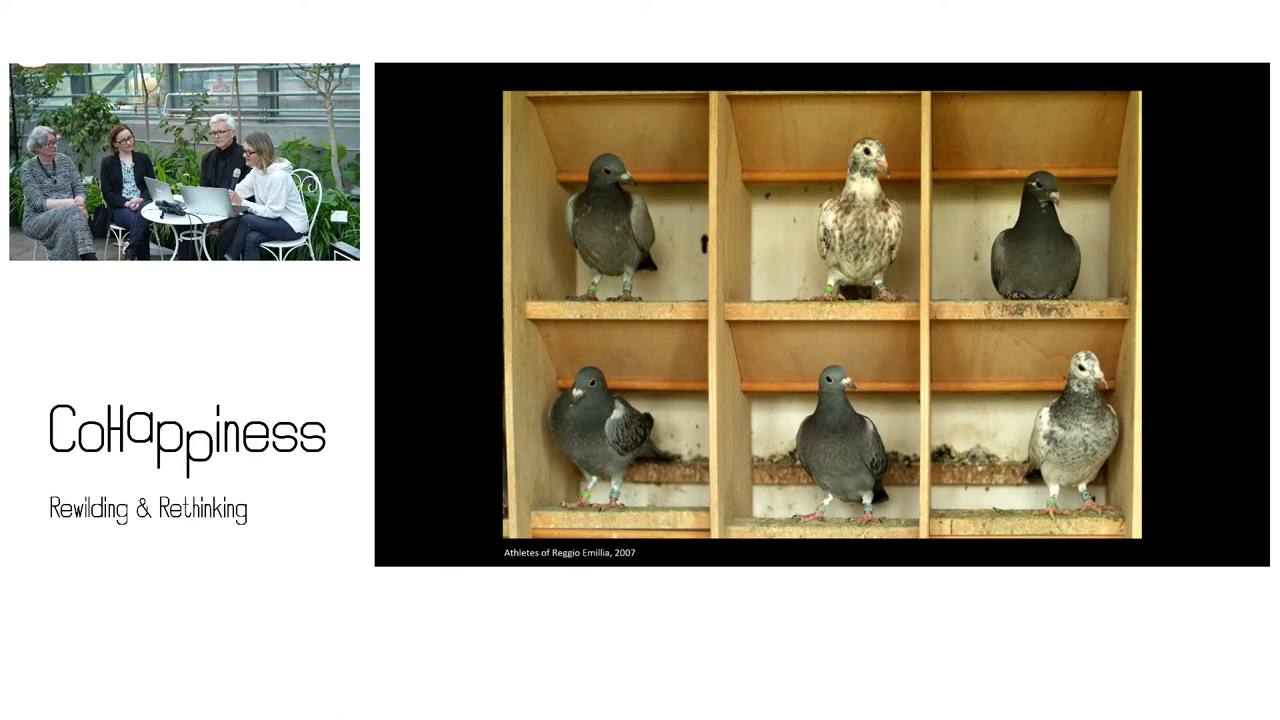 CoHappiness
Rewilding & Rethinking
Athletes of Reggio Emillia, 2007